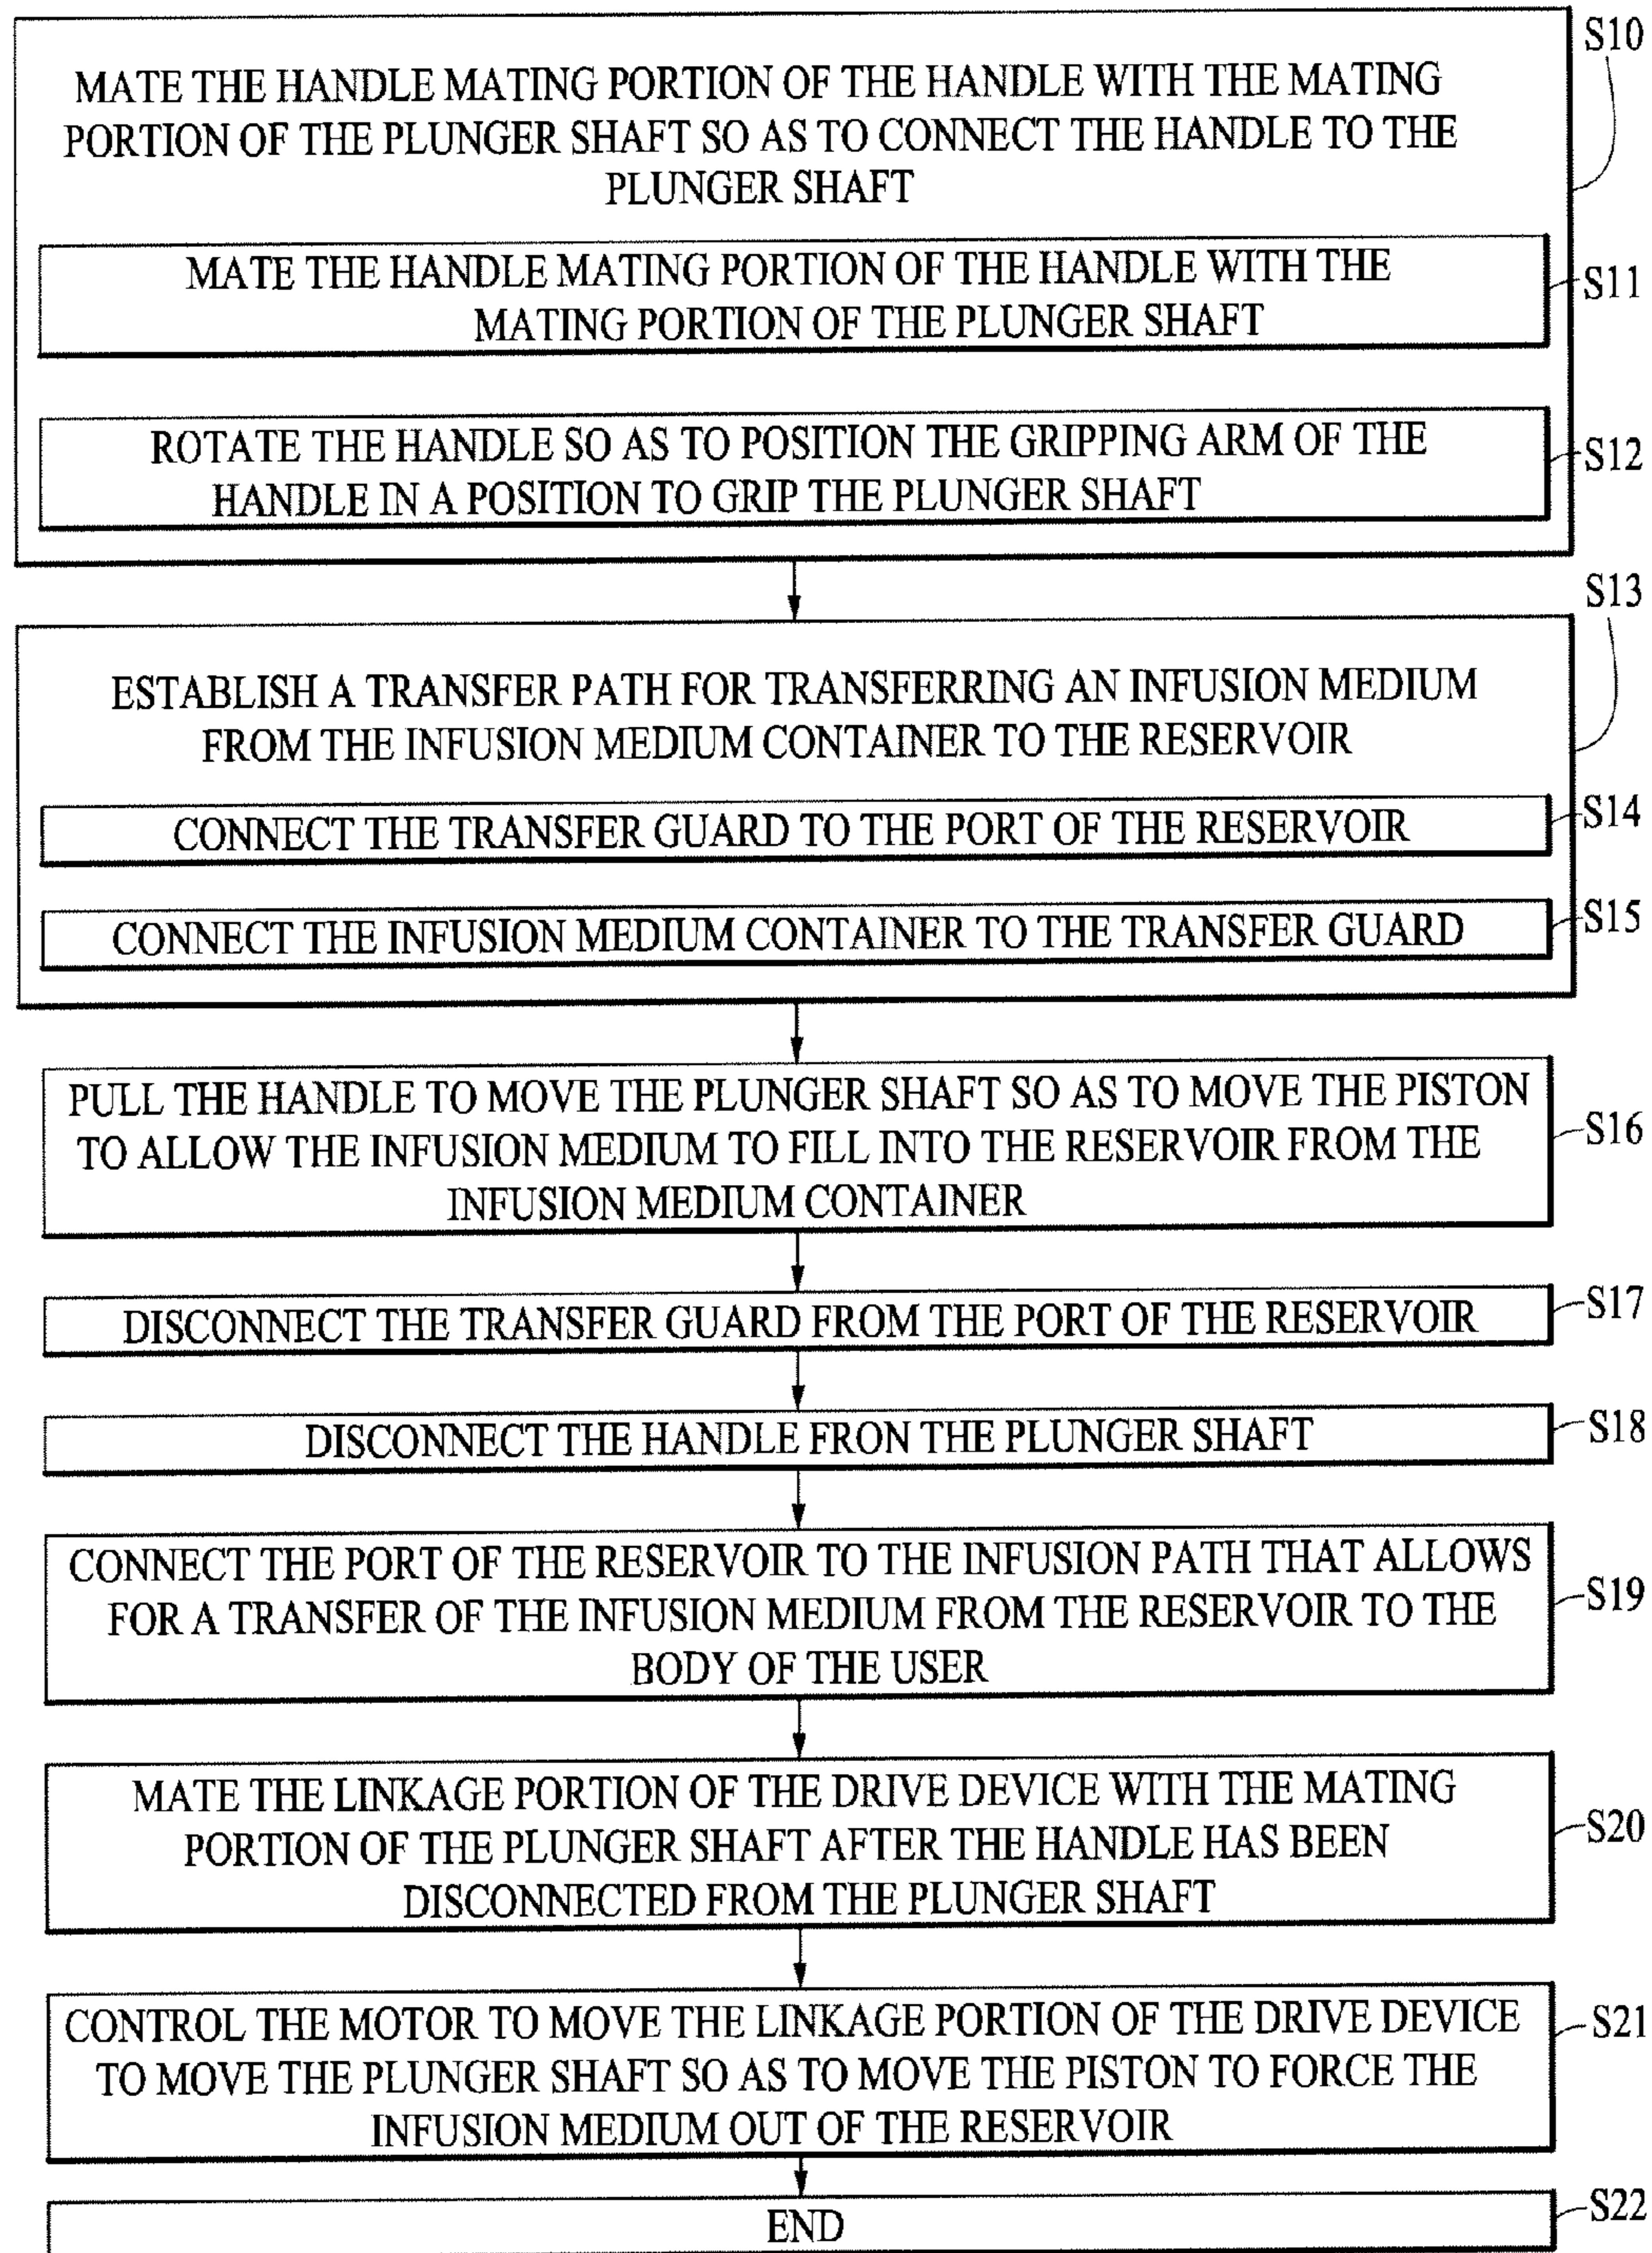 S10
MATE THE HANDLE MATING PORTION OF THE HANDLE WITH THE MATING
PORTION OF THE PLUNGER SHAFT SO AS TO CONNECT THE HANDLE TO THE
PLUNGER SHAFT
MATE THE HANDLE MATING PORTION OF THE HANDLE WITH THE
MATING PORTION OF THE PLUNGER SHAFT
S11
ROTATE THE HANDLE SO AS TO POSITION THE GRIPPING ARM OF THE
HANDLE IN A POSITION TO GRIP THE PLUNGER SHAFT
S12
S13
ESTABLISH A TRANSFER PATH FOR TRANSFERRING AN INFUSION MEDIUM
FROM THE INFUSION MEDIUM CONTAINER TO THE RESERVOIR
CONNECT THE TRANSFER GUARD TO THE PORT OF THE RESERVOIR
S14
CONNECT THE INFUSION MEDIUM CONTAINER TO THE TRANSFER GUARD
S15
PULL THE HANDLE TO MOVE THE PLUNGER SHAFT SO AS TO MOVE THE PISTON
TO ALLOW THE INFUSION MEDIUM TO FILL INTO THE RESERVOIR FROM THE
INFUSION MEDIUM CONTAINER
S16
DISCONNECT THE TRANSFER GUARD FROM THE PORT OF THE RESERVOIR
S17
DISCONNECT THE HANDLE FRON THE PLUNGER SHAFT
S18
CONNECT THE PORT OF THE RESERVOIR TO THE INFUSION PATH THAT ALLOWS
FOR A TRANSFER OF THE INFUSION MEDIUM FROM THE RESERVOIR TO THE
BODY OF THE USER
S19
MATE THE LINKAGE PORTION OF THE DRIVE DEVICE WITH THE MATING
PORTION OF THE PLUNGER SHAFT AFTER THE HANDLE HAS BEEN
DISCONNECTED FROM THE PLUNGER SHAFT
S20
CONTROL THE MOTOR TO MOVE THE LINKAGE PORTION OF THE DRIVE DEVICE
TO MOVE THE PLUNGER SHAFT SO AS TO MOVE THE PISTON TO FORCE THE
INFUSION MEDIUM OUT OF THE RESERVOIR
S21
END
S22